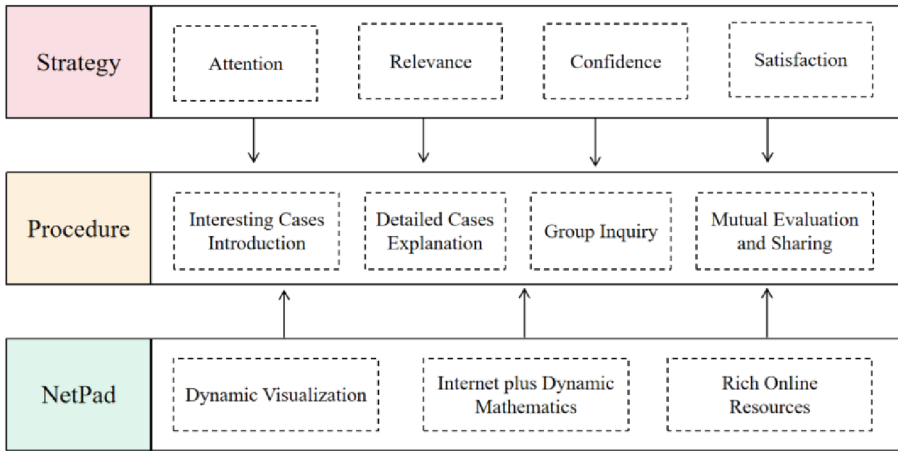 Strategy
Attention
Relevance
Confidence
Satisfaction
Procedure
Interesting Cases
Introduction
Detailed Cases
Explanation
Group Inquiry
Mutual Evaluation
and Sharing
NetPad
Dynamic Visualization
Internet plus Dynamic
Mathematics
Rich Online
Resources